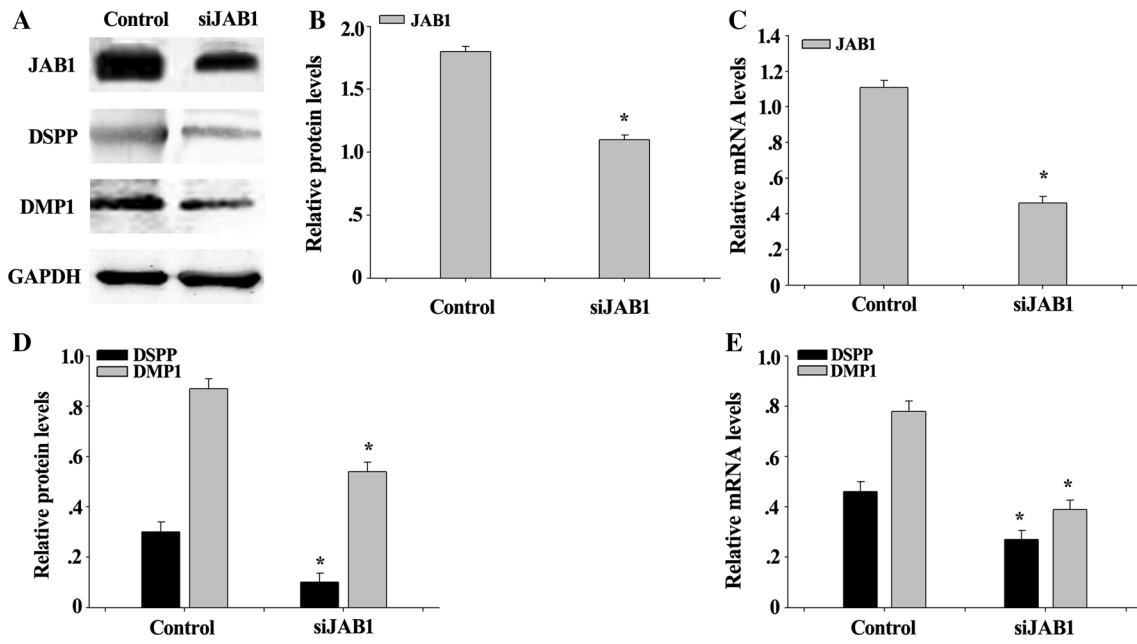 A
Control siJAB1
JAB1
DSPP
DMP1
GAPDH
B
JAB1
Relative protein levels
2.0
1.5
1.0
.5
0
Control siJAB1
*
C
JAB1
Relative mRNA levels
1.4
1.2
1.0
.8
.6
.4
.2
0
Control siJAB1
*
D
DSPP
DMP1
Relative protein levels
1.0
.8
.6
.4
.2
0
Control siJAB1
* *
E
DSPP
DMP1
Relative mRNA levels
1.0
.8
.6
.4
.2
0
Control siJAB1
* *